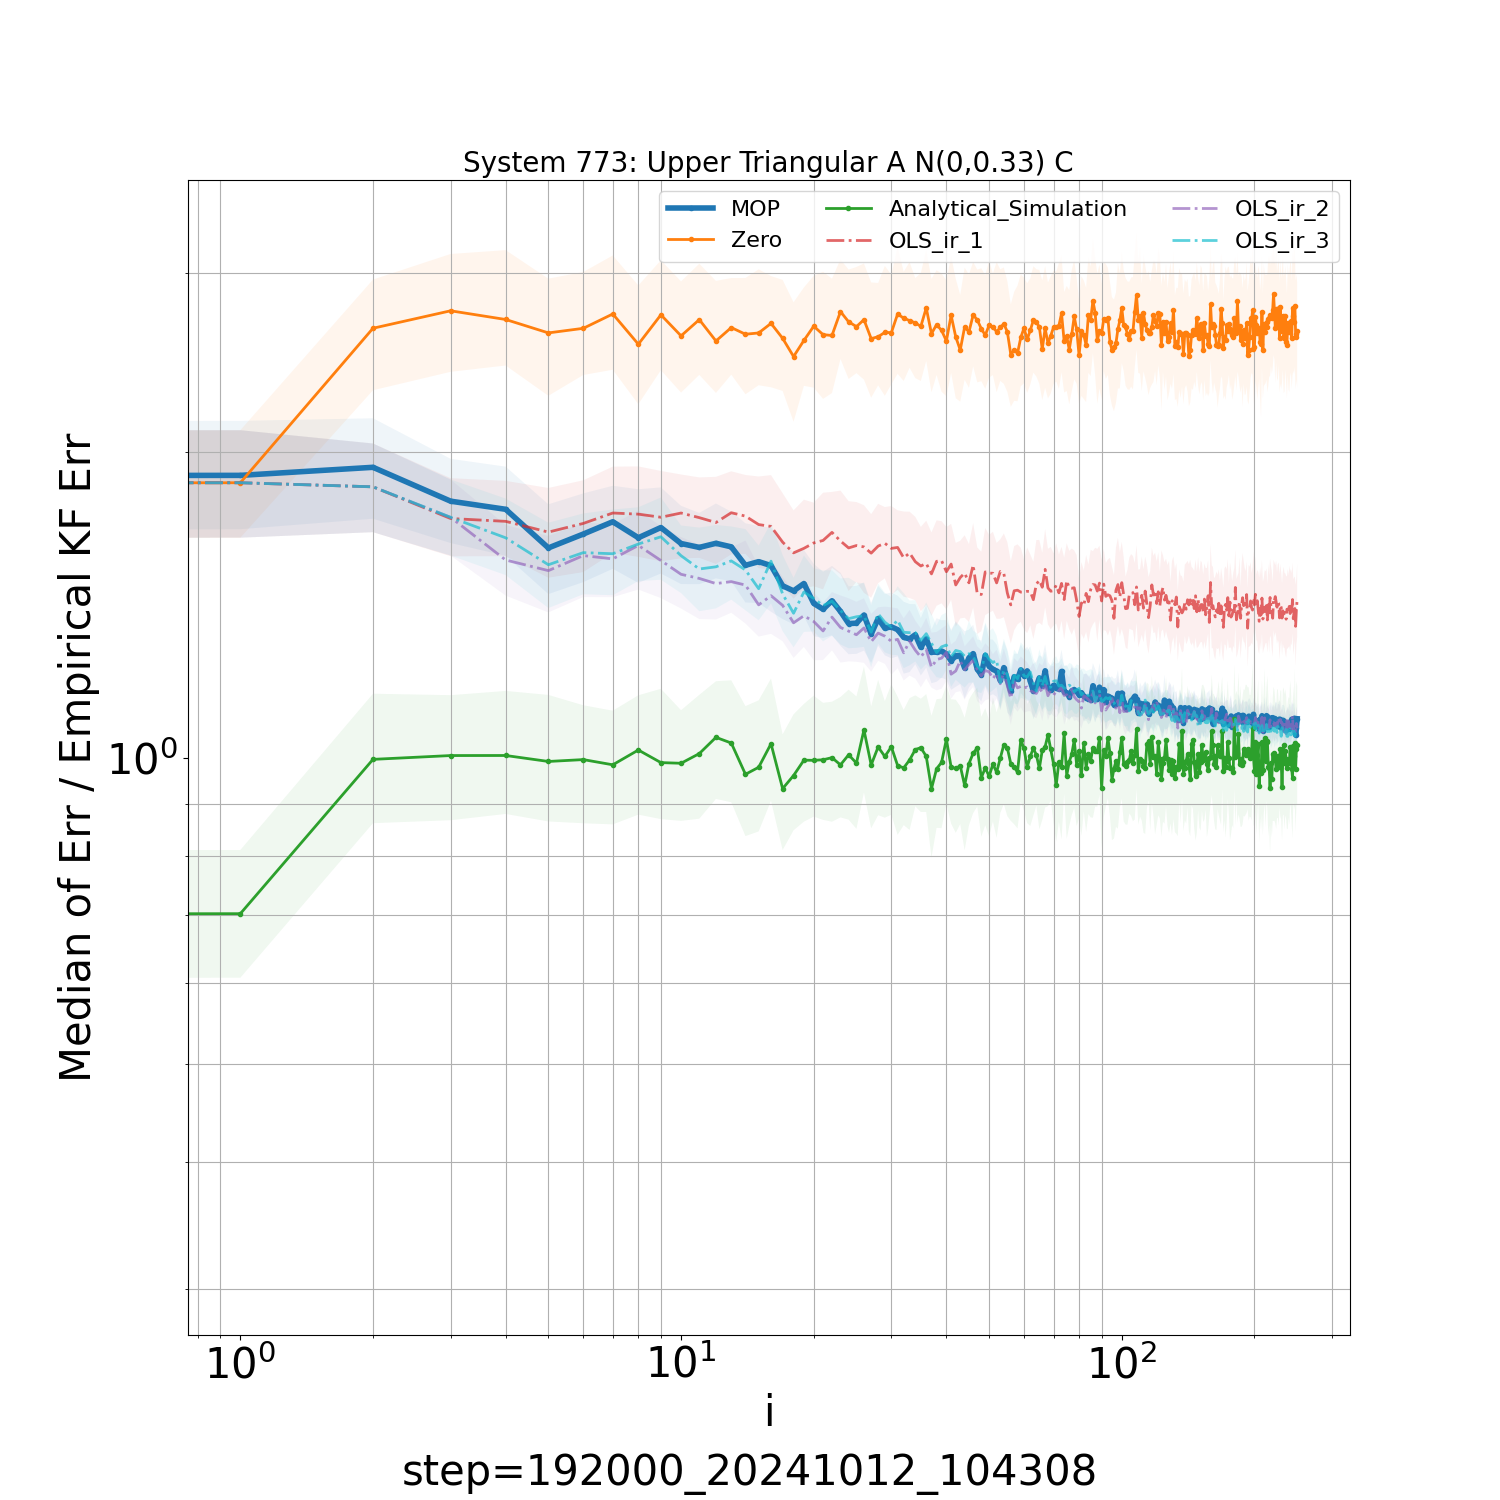 System 773: Upper Triangular A N(0,0.33) C
MOP
Zero
Analytical_Simulation
OLS_ir_1
OLS_ir_2
OLS_ir_3
Median of Err / Empirical KF Err
10⁰
10⁰
10¹
10²
i
step=192000_20241012_104308